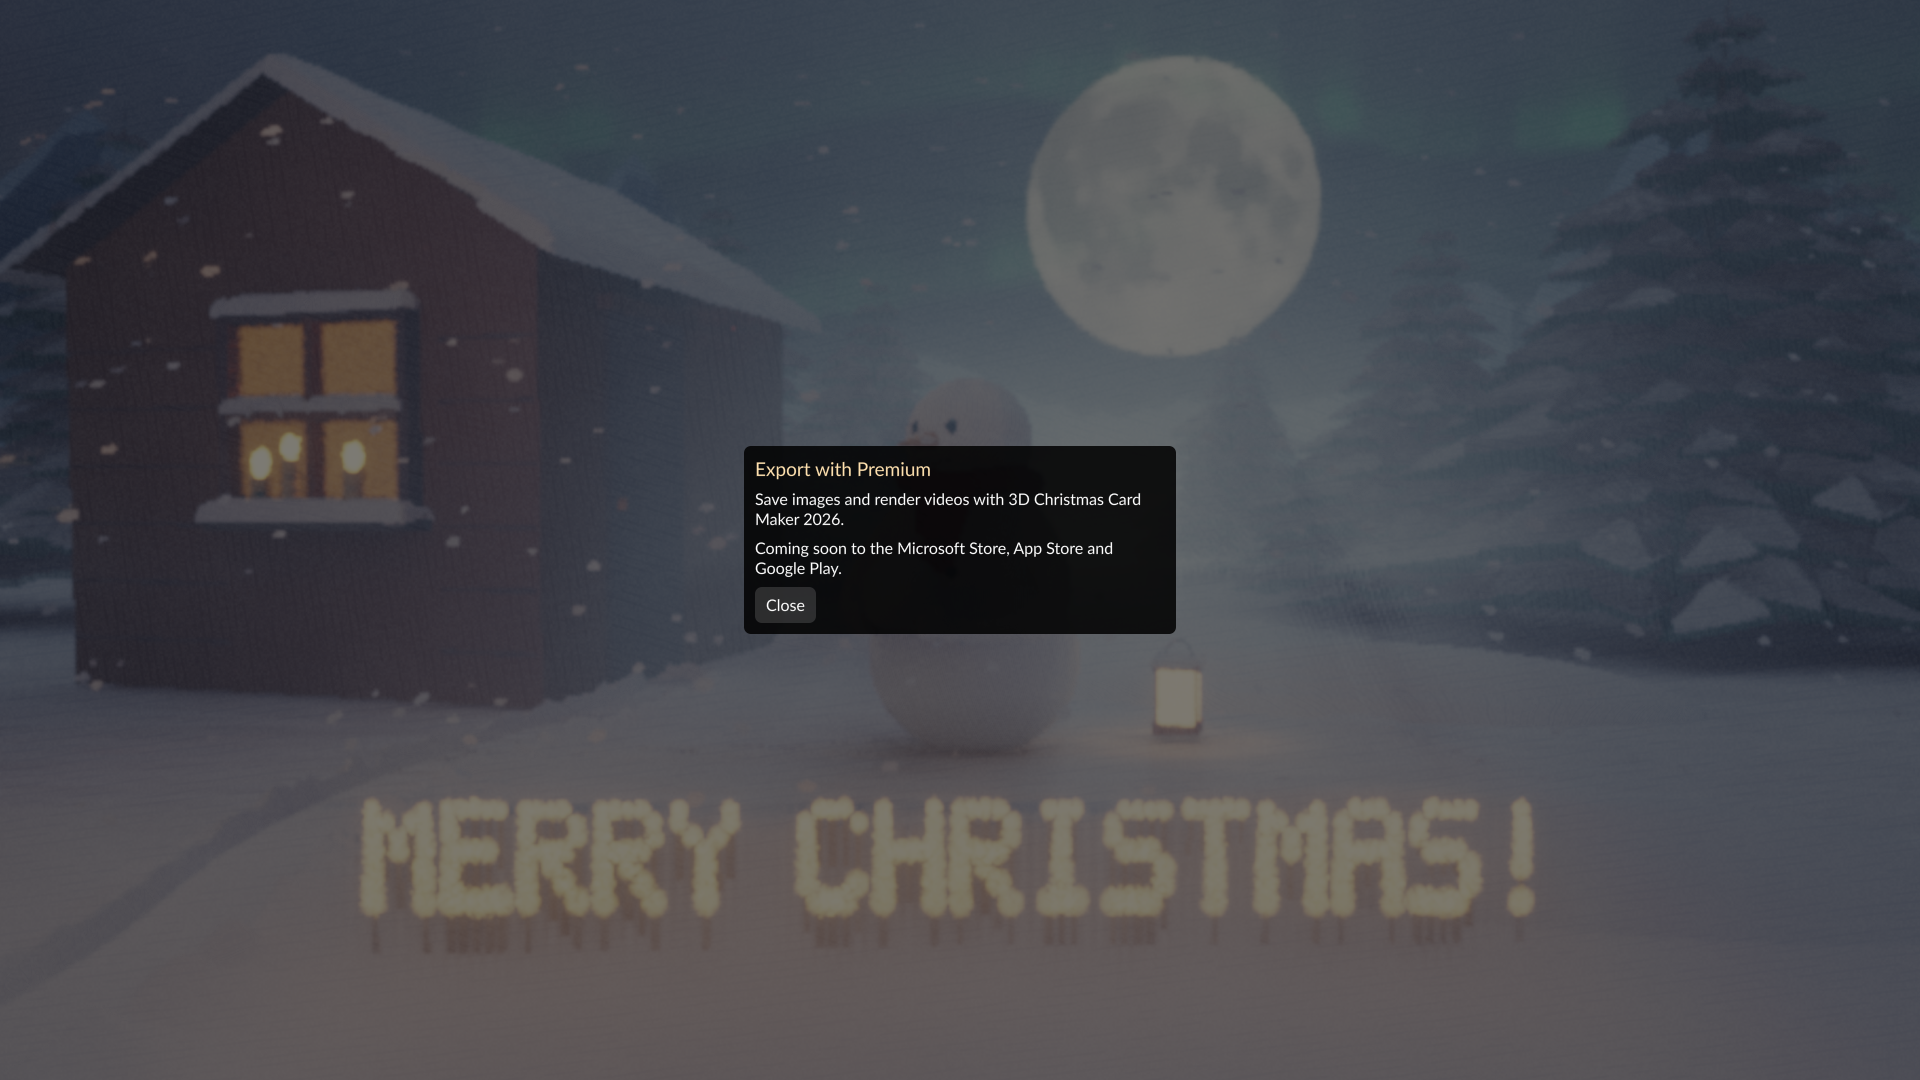 Export with Premium
Save images and render videos with 3D Christmas Card
Maker 2026.
Coming soon to the Microsoft Store, App Store and
Google Play.
Close
MERRY CHRISTMAS!